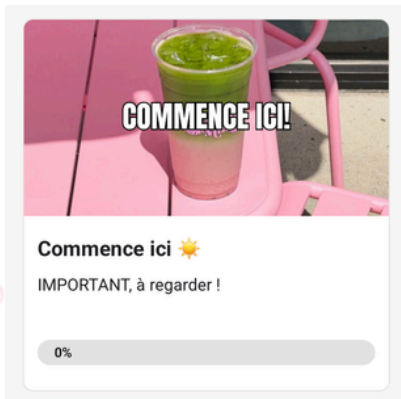 COMMENCE ICI!
Commence ici ☀️
IMPORTANT, à regarder !
0%